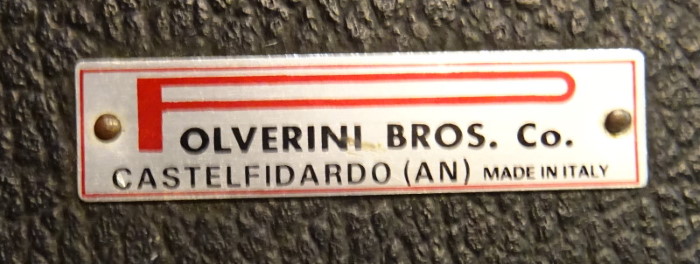 POLVERINI BROS. Co.
CASTELFIDARDO (AN) MADE IN ITALY